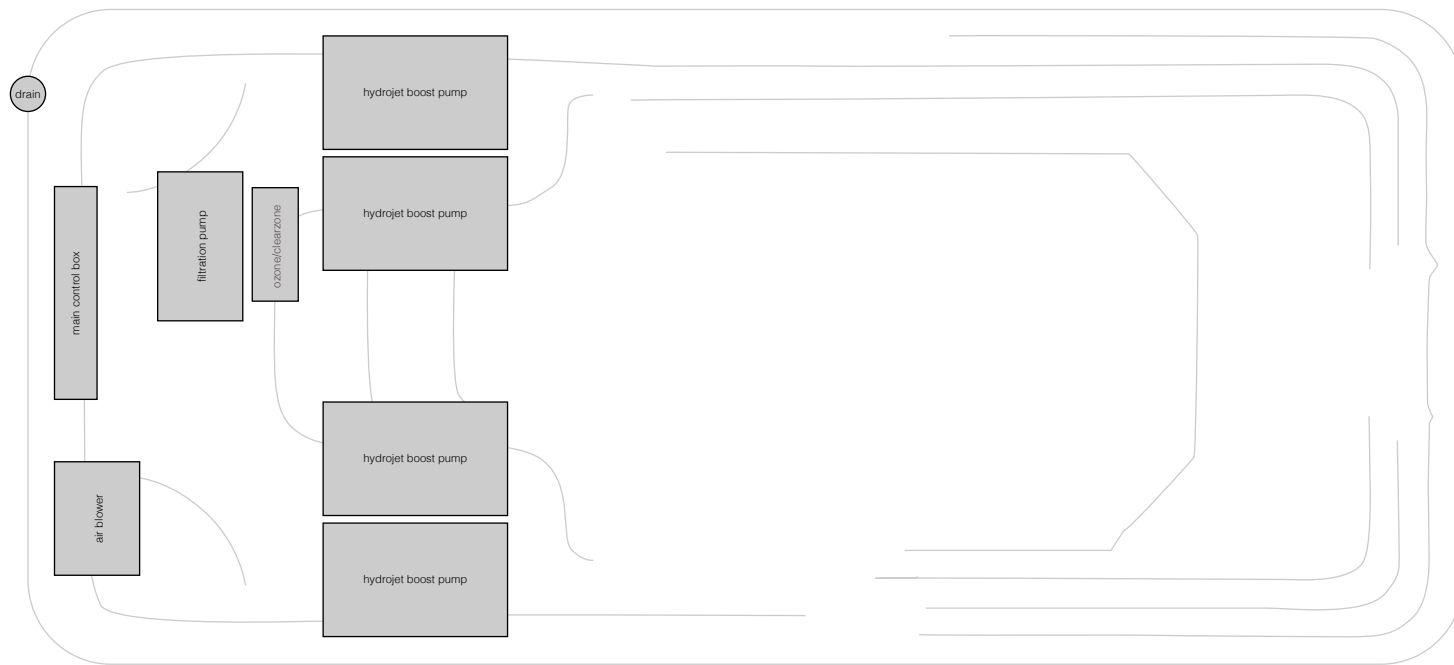 drain
hydrojet boost pump
hydrojet boost pump
filtration pump
ozone/clearzone
main control box
hydrojet boost pump
air blower
hydrojet boost pump